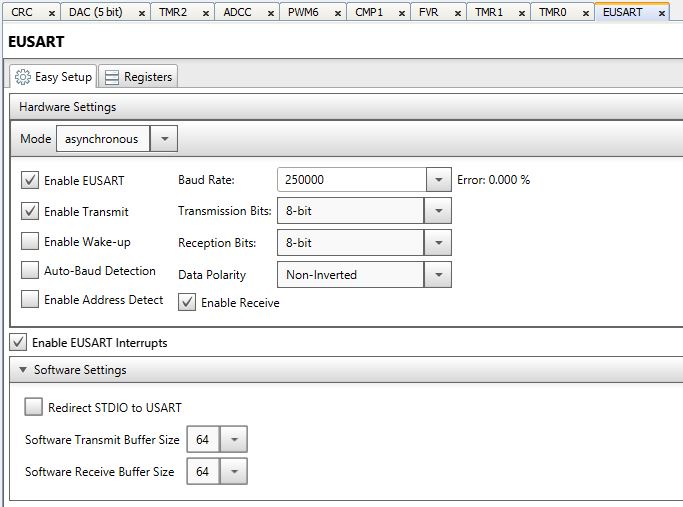 CRC × DAC (5 bit) × TMR2 × ADCC × PWM6 × CMP1 × FVR × TMR1 × TMR0 × EUSART ×
EUSART
Easy Setup Registers
Hardware Settings
Mode asynchronous
Enable EUSART Baud Rate: 250000 Error: 0.000 %
Enable Transmit Transmission Bits: 8-bit
Enable Wake-up Reception Bits: 8-bit
Auto-Baud Detection Data Polarity Non-Inverted
Enable Address Detect Enable Receive
Enable EUSART Interrupts
Software Settings
Redirect STDIO to USART
Software Transmit Buffer Size 64
Software Receive Buffer Size 64